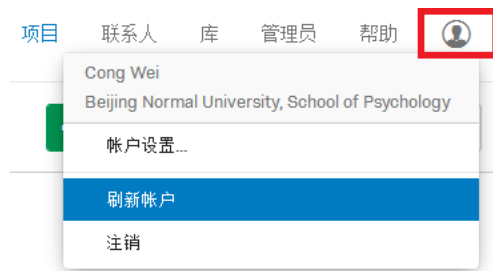 项目 联系人 库 管理员 帮助
Cong Wei
Beijing Normal University, School of Psychology
帐户设置...
刷新帐户
注销